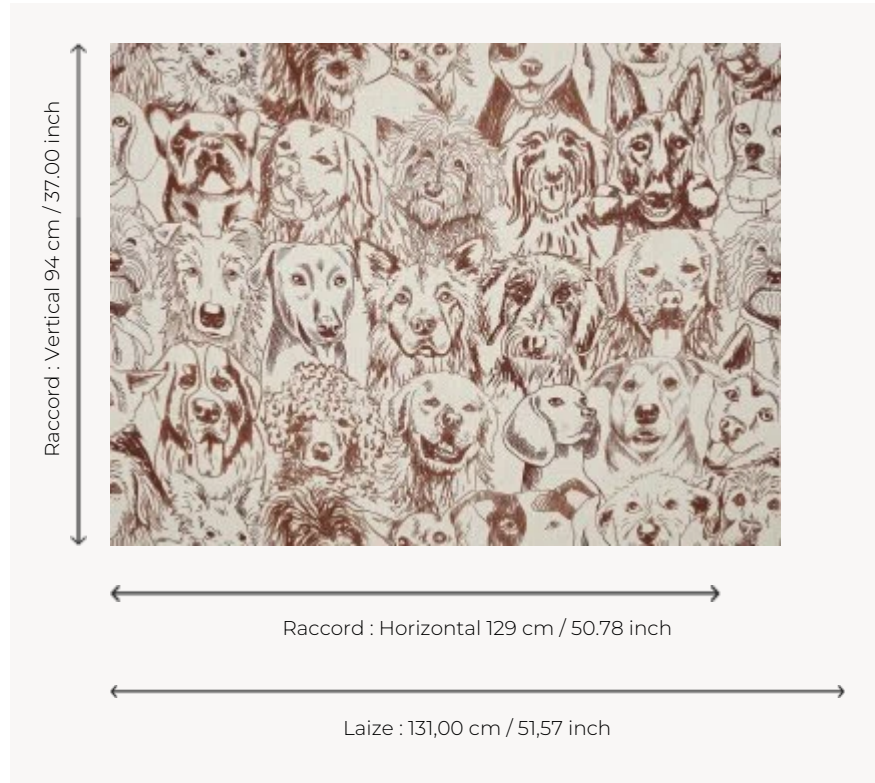 Raccord : Vertical 94 cm / 37.00 inch
Raccord : Horizontal 129 cm / 50.78 inch
Laize : 131,00 cm / 51,57 inch